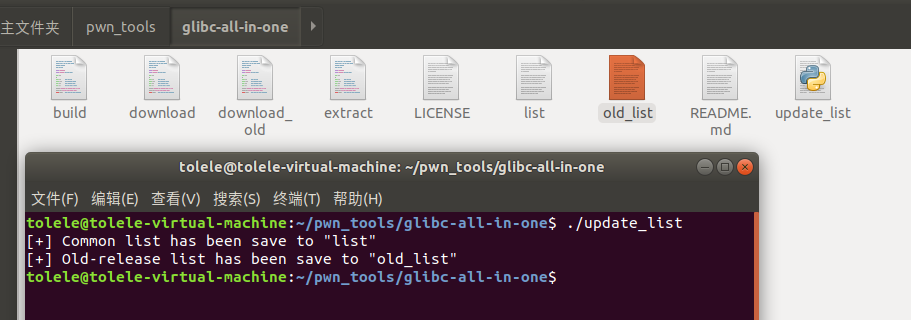 主文件夹 pwn_tools glibc-all-in-one
build download download_old extract LICENSE list old_list README.md update_list
tolele@tolele-virtual-machine: ~/pwn_tools/glibc-all-in-one
文件(F) 编辑(E) 查看(V) 搜索(S) 终端(T) 帮助(H)
tolele@tolele-virtual-machine:~/pwn_tools/glibc-all-in-one$ ./update_list
[+] Common list has been save to "list"
[+] Old-release list has been save to "old_list"
tolele@tolele-virtual-machine:~/pwn_tools/glibc-all-in-one$